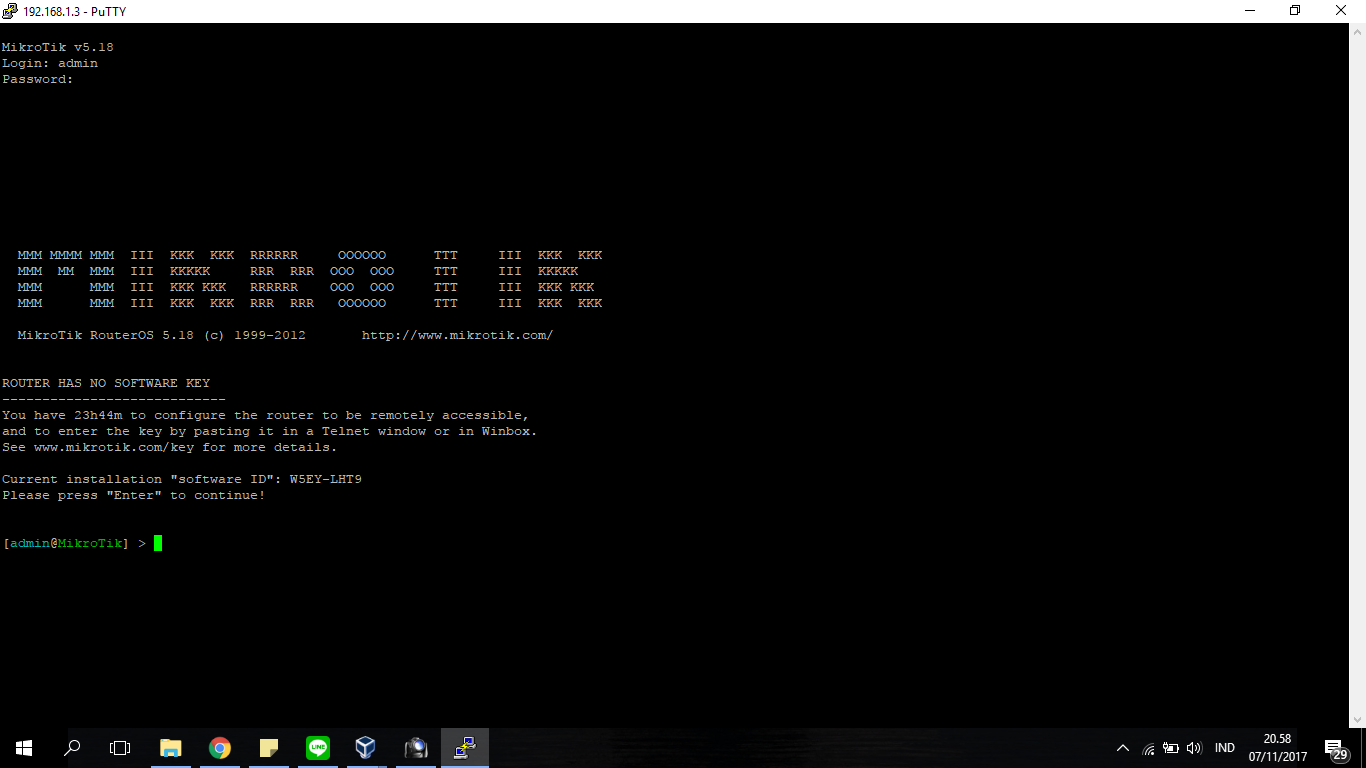 192.168.1.3 - PuTTY
MikroTik v5.18
Login: admin
Password:
MMM MMMM MMM  III  KKK  KKK  RRRRRR     OOOOOO      TTT     III  KKK  KKK
MMM  MM  MMM  III  KKKKK     RRR  RRR  OOO  OOO     TTT     III  KKKKK
MMM      MMM  III  KKK KKK   RRRRRR    OOO  OOO     TTT     III  KKK KKK
MMM      MMM  III  KKK  KKK  RRR  RRR   OOOOOO      TTT     III  KKK  KKK
MikroTik RouterOS 5.18 (c) 1999-2012       http://www.mikrotik.com/
ROUTER HAS NO SOFTWARE KEY
----------------------------
You have 23h44m to configure the router to be remotely accessible,
and to enter the key by pasting it in a Telnet window or in Winbox.
See www.mikrotik.com/key for more details.
Current installation "software ID": W5EY-LHT9
Please press "Enter" to continue!
[admin@MikroTik] >
LINE
IND
20.58
07/11/2017
29